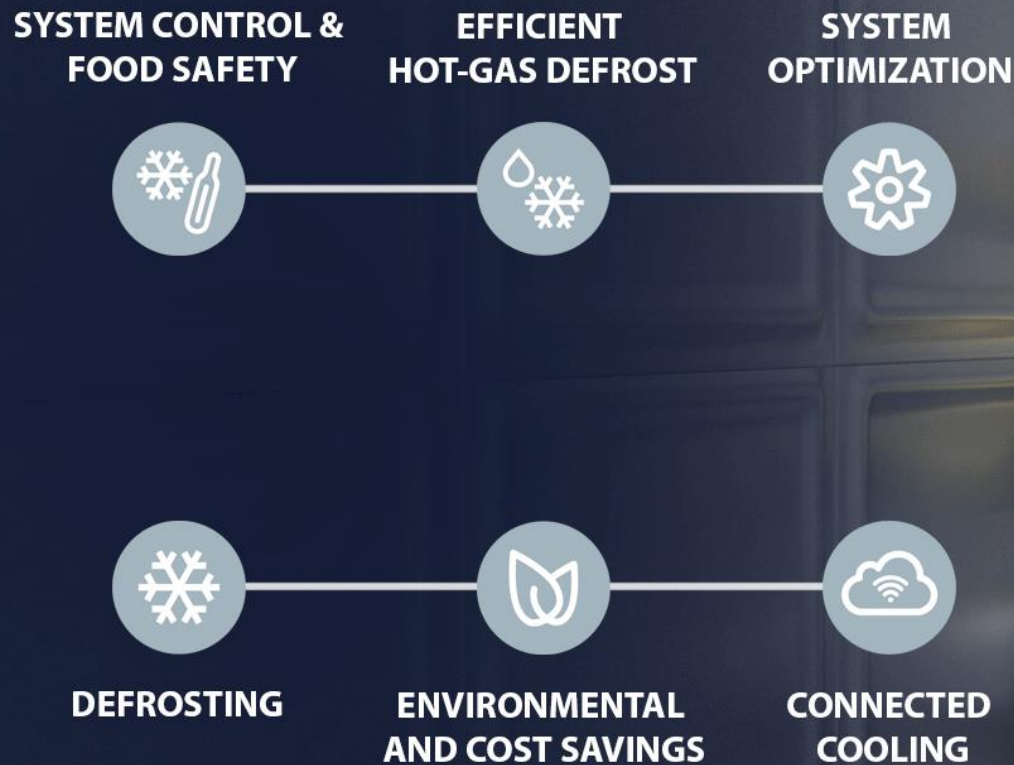 SYSTEM CONTROL &
FOOD SAFETY
EFFICIENT
HOT-GAS DEFROST
SYSTEM
OPTIMIZATION
DEFROSTING
ENVIRONMENTAL
AND COST SAVINGS
CONNECTED
COOLING